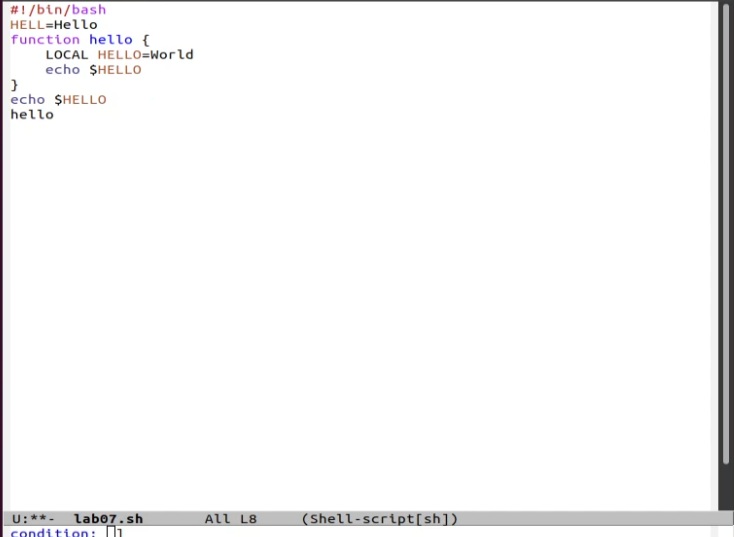 #!/bin/bash
HELL=Hello
function hello {
    LOCAL HELLO=World
    echo $HELLO
}
echo $HELLO
hello
U:**-  lab07.sh       All L8     (Shell-script[sh])
condition: []